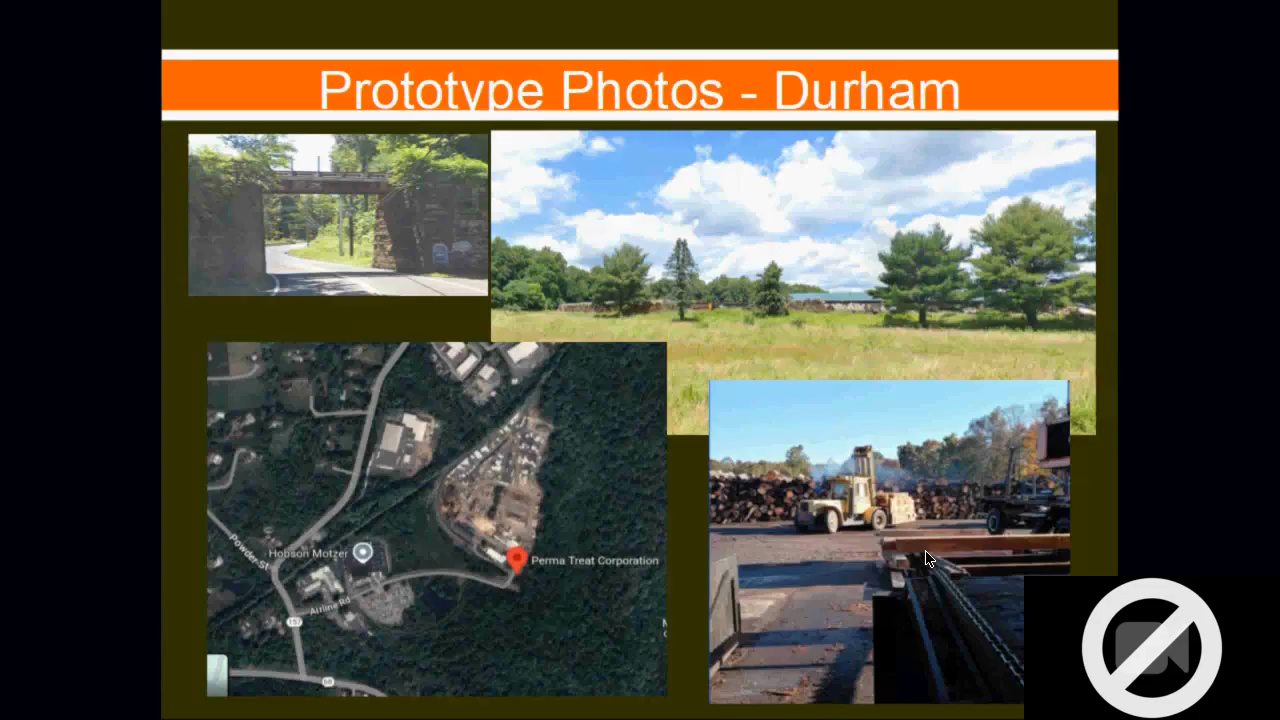 Prototype Photos - Durham
Powder St
Hobson Motzer
Perma Treat Corporation
Airline Rd
157
68